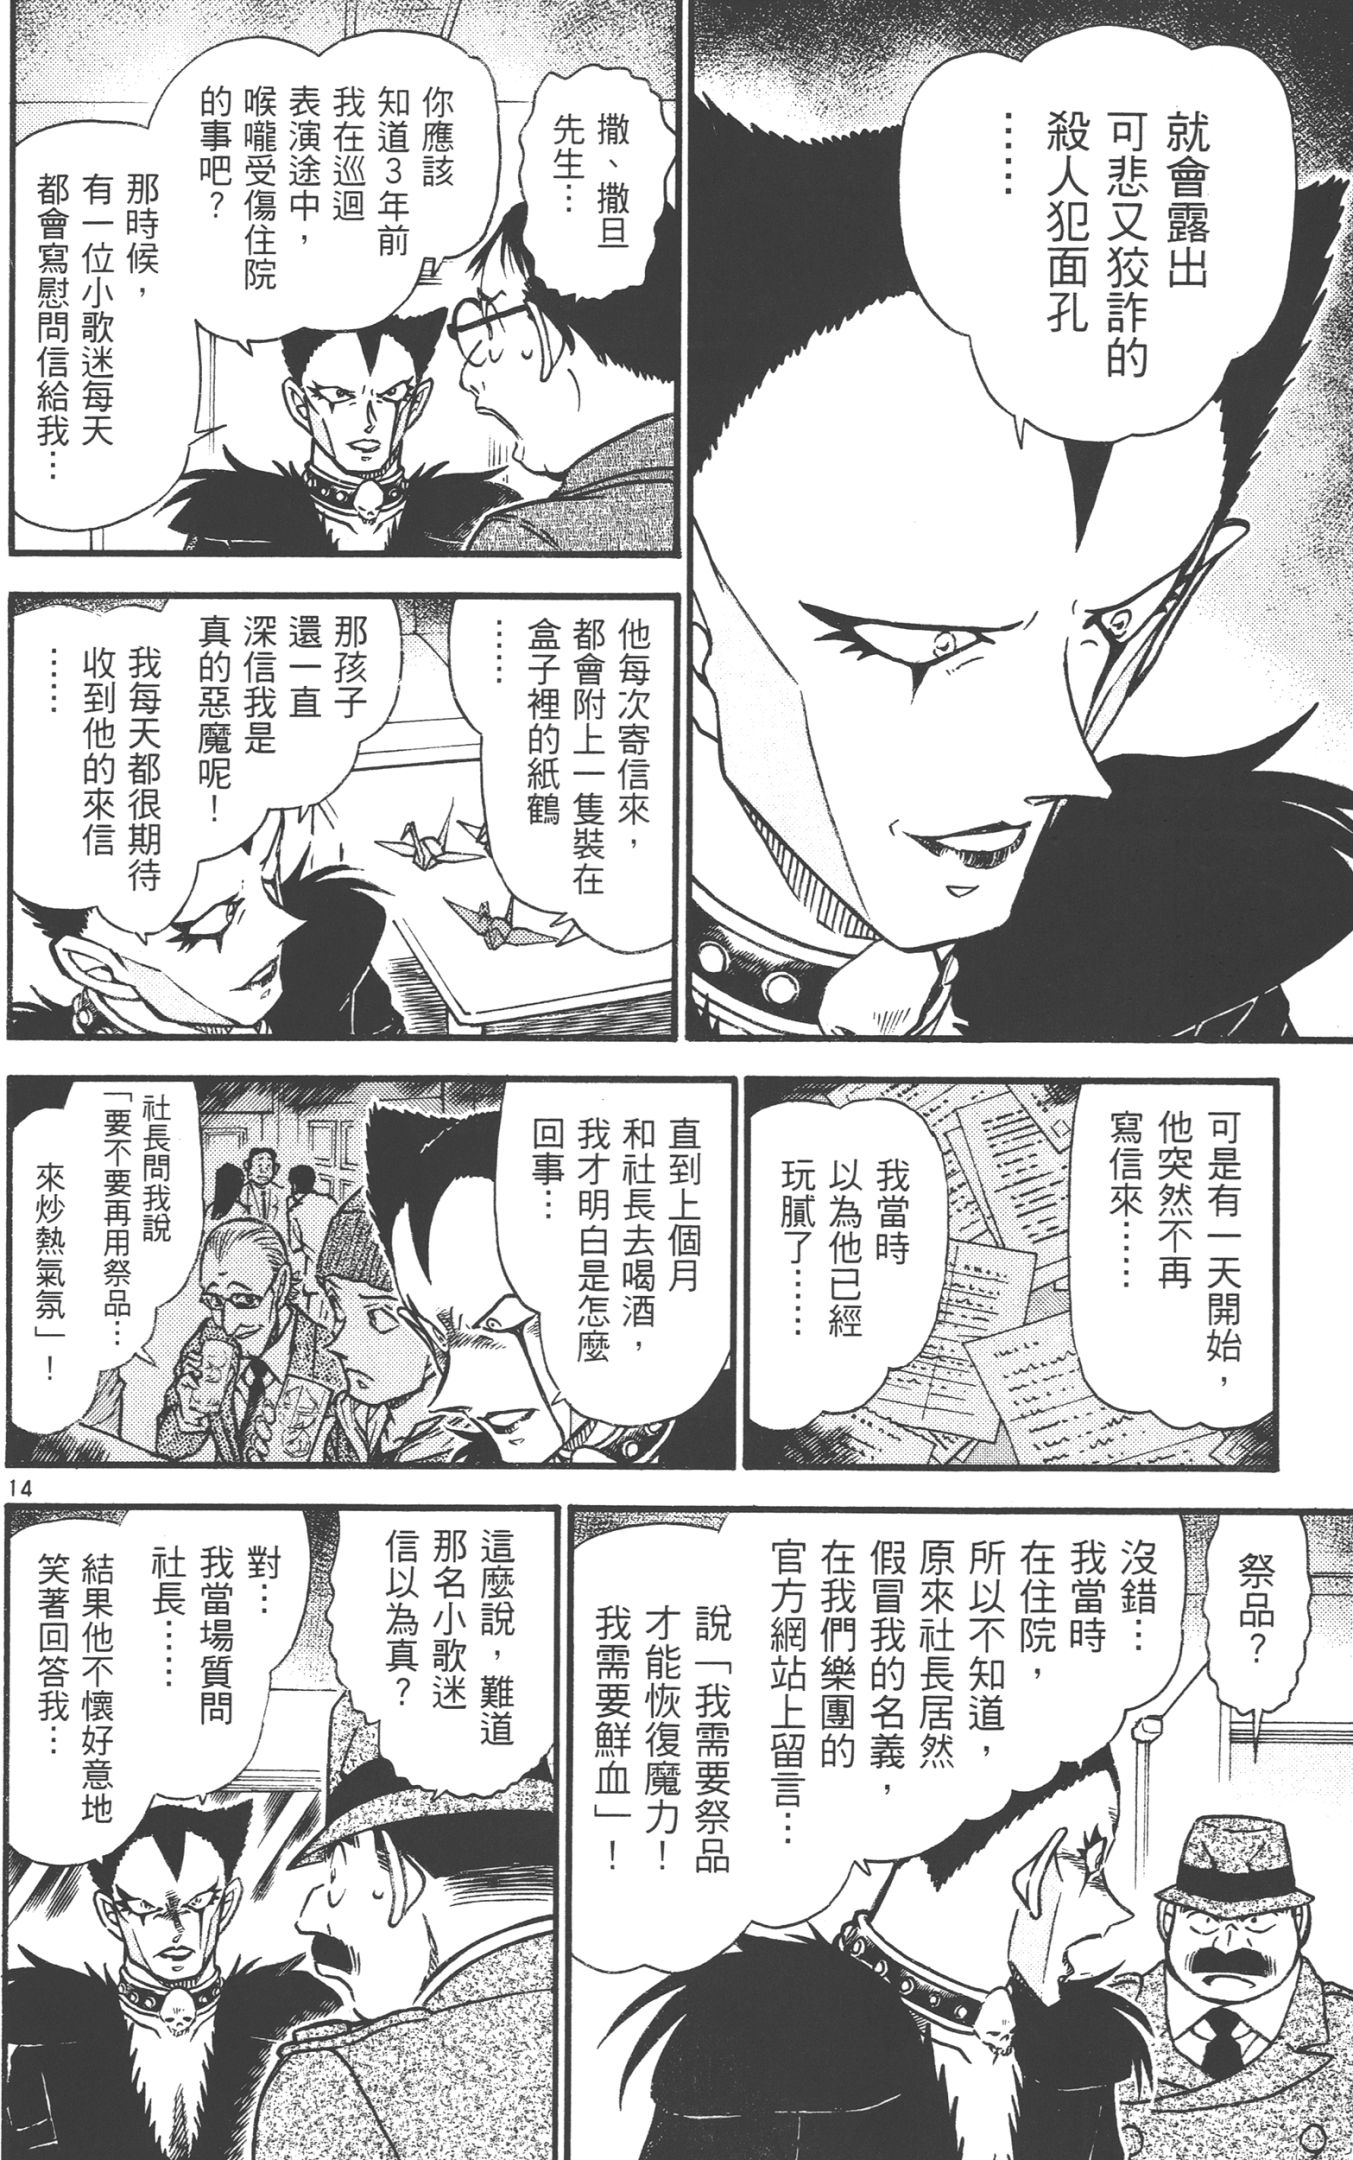 就會露出
可悲又狡詐的
殺人犯面孔
……
撒、撒旦
先生…
你應該
知道3年前
我在巡迴
表演途中，
喉嚨受傷住院
的事吧？
那時候，
有一位小歌迷每天
都會寫慰問信給我…
他每次寄信來，
都會附上一隻裝在
盒子裡的紙鶴
……
那孩子
還一直
深信我是
真的惡魔呢！
我每天都很期待
收到他的來信
……
可是有一天開始，
他突然不再
寫信來……
我當時
以為他已經
玩膩了……
直到上個月
和社長去喝酒，
我才明白是怎麼
回事…
社長問我說
「要不要再用祭品…
來炒熱氣氛」！
14
祭品？
沒錯…
我當時
在住院，
所以不知道，
原來社長居然
假冒我的名義，
在我們樂團的
官方網站上留言…
說「我需要祭品
才能恢復魔力！
我需要鮮血」！
這麼說，難道
那名小歌迷
信以為真？
對…
我當場質問
社長……
結果他不懷好意地
笑著回答我…